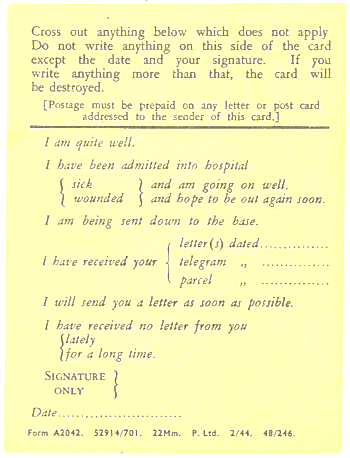 Cross out anything below which does not apply
Do not write anything on this side of the card
except the date and your signature. If you
write anything more than that, the card will
be destroyed.
[Postage must be prepaid on any letter or post card
addressed to the sender of this card.]
I am quite well.
I have been admitted into hospital
{ sick } and am going on well.
{ wounded } and hope to be out again soon.
I am being sent down to the base.
letter(s) dated..............
I have received your { telegram ,, ..............
parcel ,, ..............
I will send you a letter as soon as possible.
I have received no letter from you
{ lately
{ for a long time.
SIGNATURE }
ONLY }
Date..........................
Form A2042. 52914/701. 22Mm. P. Ltd. 2/44. 48/246.